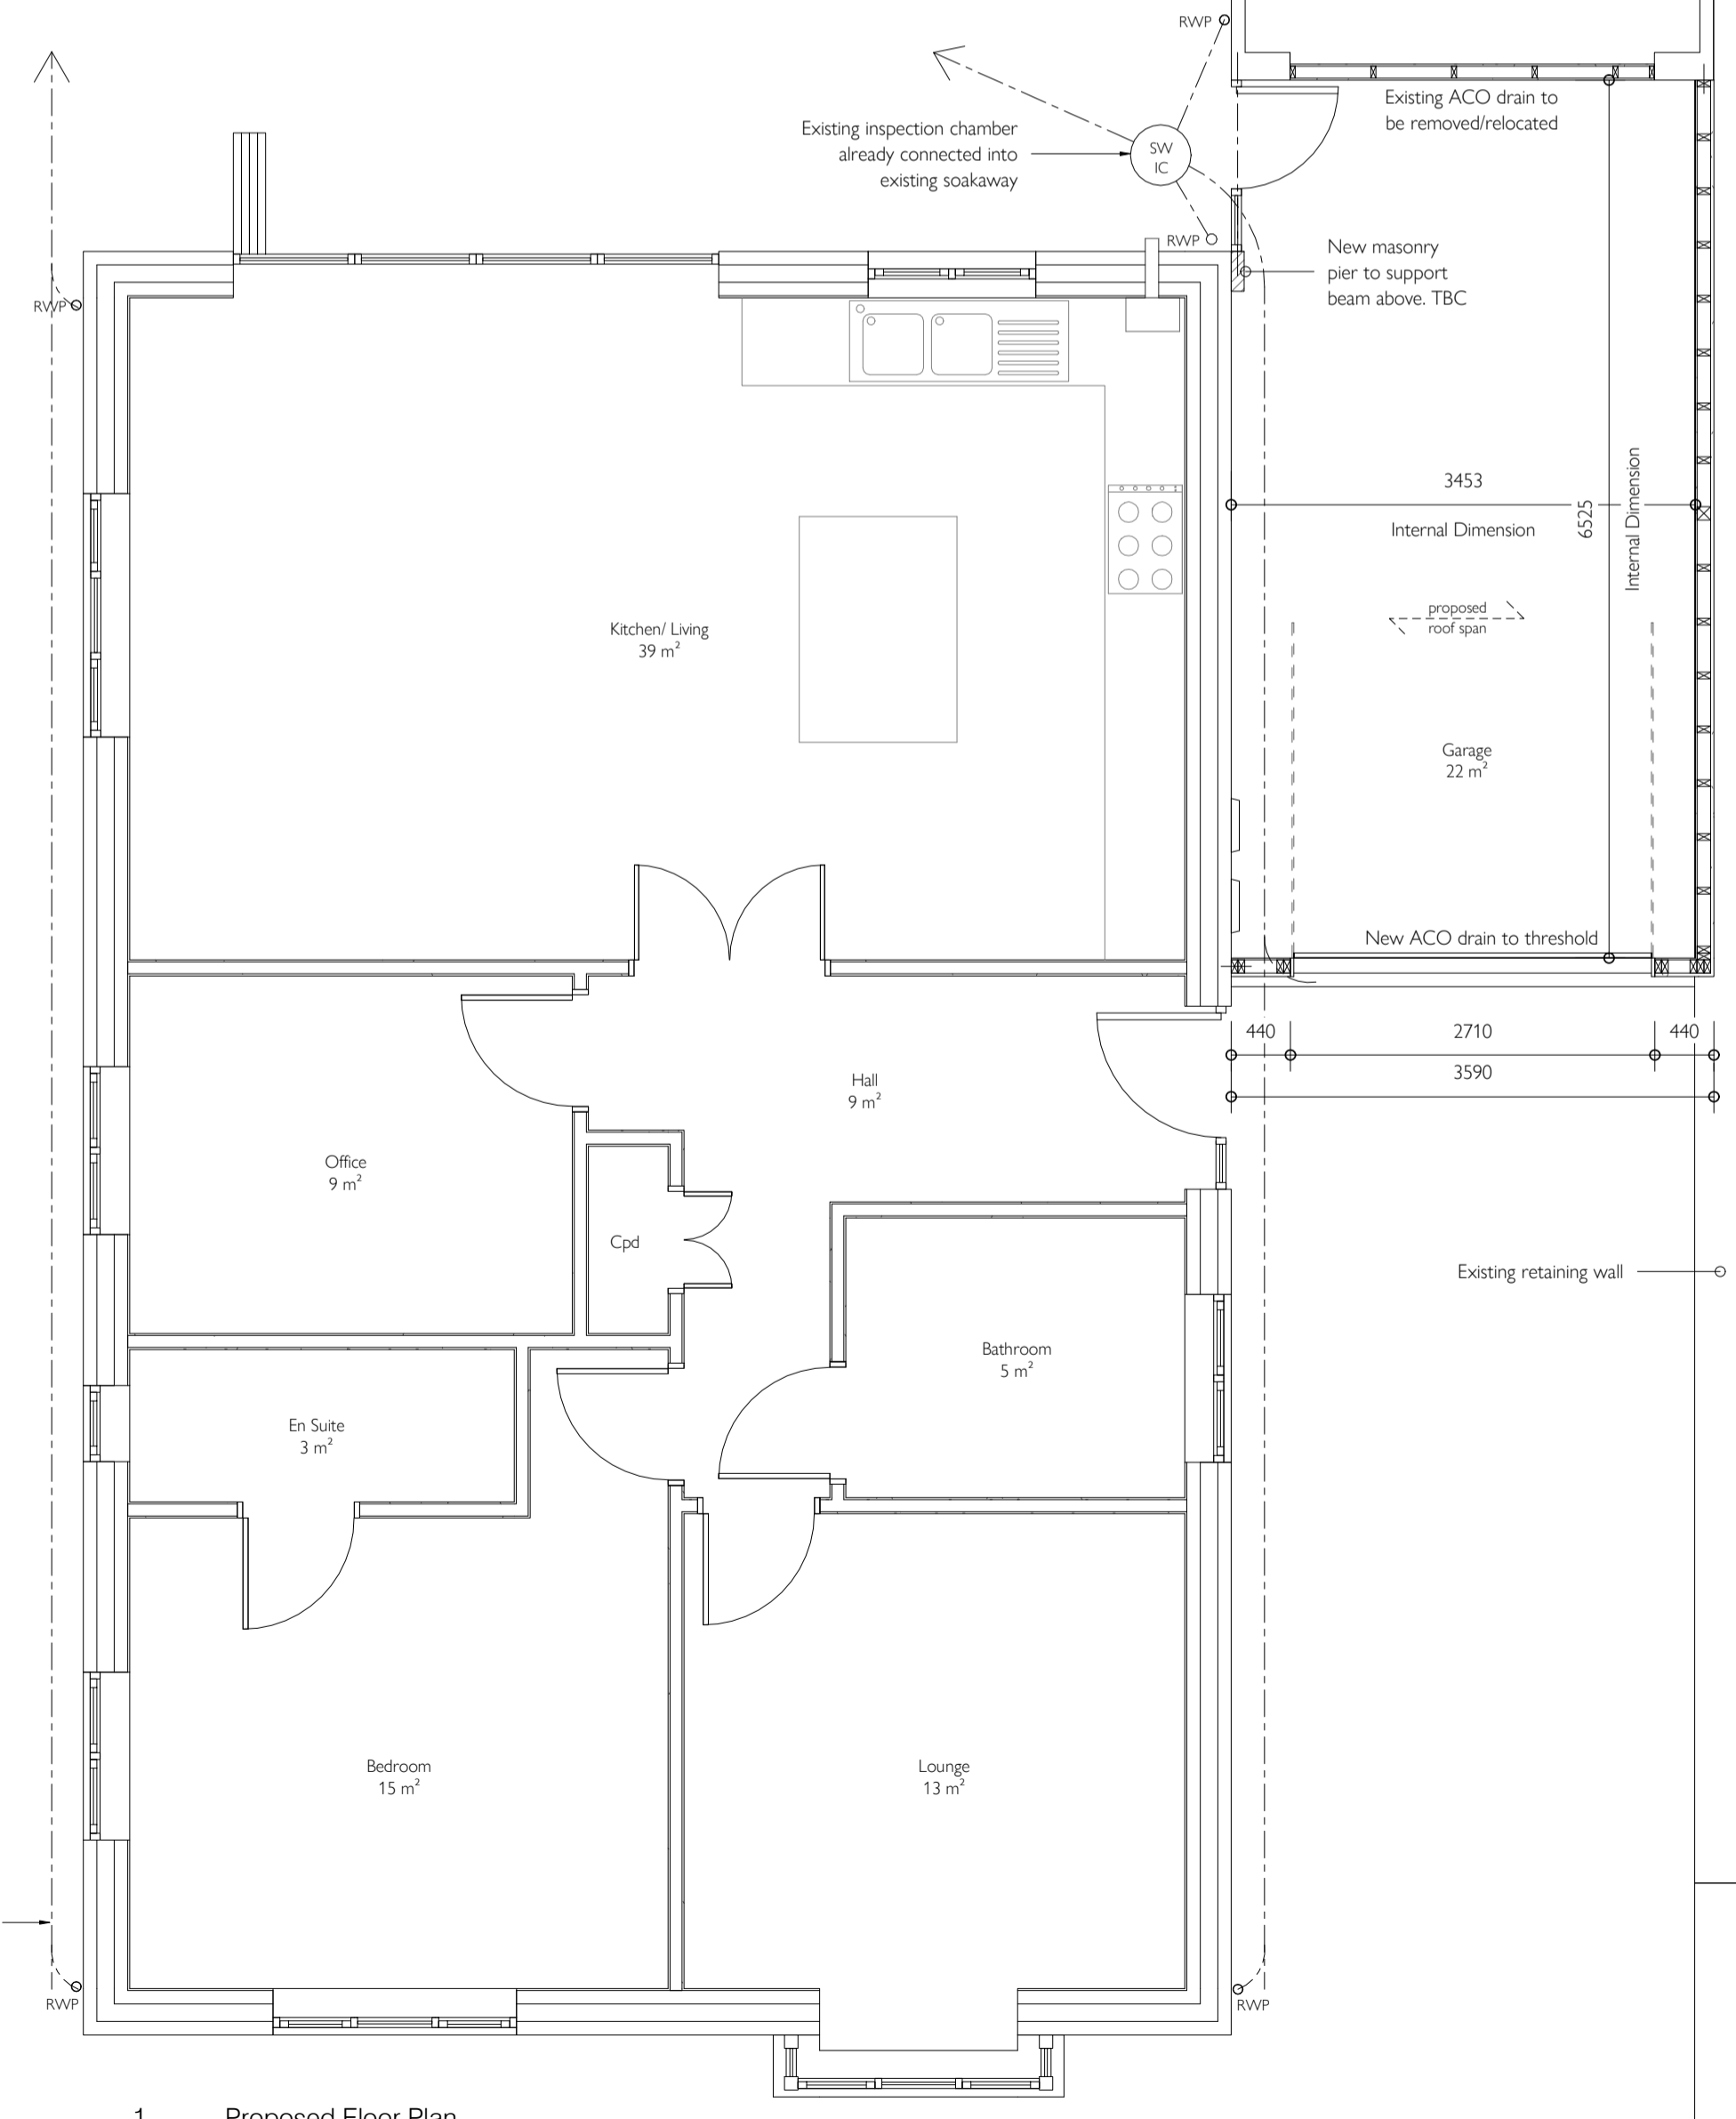 RWP
Existing ACO drain to
be removed/relocated
Existing inspection chamber
already connected into
existing soakaway
SW
IC
RWP
New masonry
pier to support
beam above. TBC
RWP
3453
Internal Dimension
6525
Internal Dimension
proposed
roof span
Kitchen/ Living
39 m²
Garage
22 m²
New ACO drain to threshold
440
2710
440
3590
Hall
9 m²
Office
9 m²
Cpd
Existing retaining wall
Bathroom
5 m²
En Suite
3 m²
Bedroom
15 m²
Lounge
13 m²
RWP
RWP
1
Proposed Floor Plan